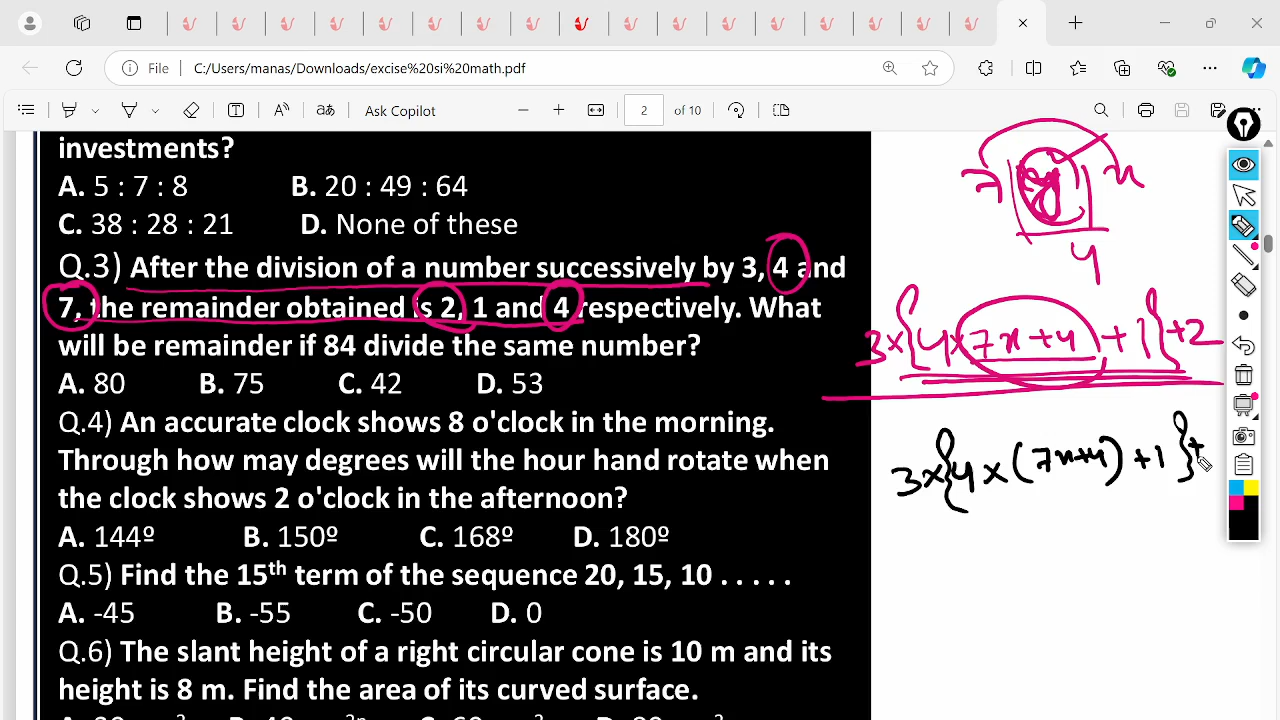 File C:/Users/manas/Downloads/excise%20si%20math.pdf
Ask Copilot 2 of 10
investments?
A. 5 : 7 : 8 B. 20 : 49 : 64
C. 38 : 28 : 21 D. None of these
Q.3) After the division of a number successively by 3, 4 and
7, the remainder obtained is 2, 1 and 4 respectively. What
will be remainder if 84 divide the same number?
A. 80 B. 75 C. 42 D. 53
Q.4) An accurate clock shows 8 o'clock in the morning.
Through how may degrees will the hour hand rotate when
the clock shows 2 o'clock in the afternoon?
A. 144º B. 150º C. 168º D. 180º
Q.5) Find the 15th term of the sequence 20, 15, 10 . . . . .
A. -45 B. -55 C. -50 D. 0
Q.6) The slant height of a right circular cone is 10 m and its
height is 8 m. Find the area of its curved surface.
7 x
4
3×{4×7x+4+1}+2
3×{4×(7x+4)+1}+